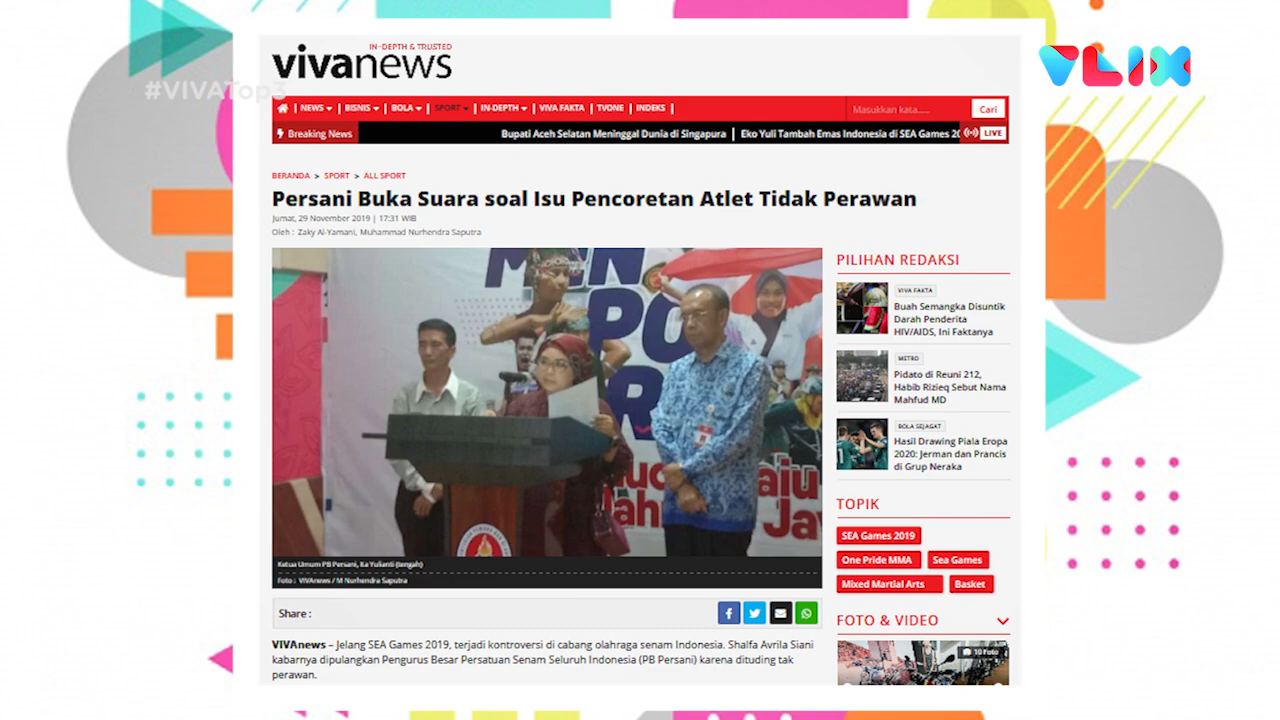 #VIVATop3
VLIX
IN-DEPTH & TRUSTED
vivanews
NEWS | BISNIS | BOLA | SPORT | IN-DEPTH | VIVA FAKTA | TVONE | INDEKS |
Masukkan kata.....
Cari
Breaking News
Bupati Aceh Selatan Meninggal Dunia di Singapura | Eko Yuli Tambah Emas Indonesia di SEA Games 20
LIVE
BERANDA > SPORT > ALL SPORT
Persani Buka Suara soal Isu Pencoretan Atlet Tidak Perawan
Jumat, 29 November 2019 | 17:31 WIB
Oleh : Zaky Al-Yamani, Muhammad Nurhendra Saputra
MEN
PO
R
aju
Jah
Ja
Ketua Umum PB Persani, Ita Yulianti (tengah)
Foto : VIVAnews / M Nurhendra Saputra
Share :
VIVAnews – Jelang SEA Games 2019, terjadi kontroversi di cabang olahraga senam Indonesia. Shalfa Avrila Siani
kabarnya dipulangkan Pengurus Besar Persatuan Senam Seluruh Indonesia (PB Persani) karena dituding tak
perawan.
PILIHAN REDAKSI
VIVA FAKTA
Buah Semangka Disuntik
Darah Penderita
HIV/AIDS, Ini Faktanya
METRO
Pidato di Reuni 212,
Habib Rizieq Sebut Nama
Mahfud MD
BOLA SEJAGAT
Hasil Drawing Piala Eropa
2020: Jerman dan Prancis
di Grup Neraka
TOPIK
SEA Games 2019
One Pride MMA
Sea Games
Mixed Martial Arts
Basket
FOTO & VIDEO
10 Foto